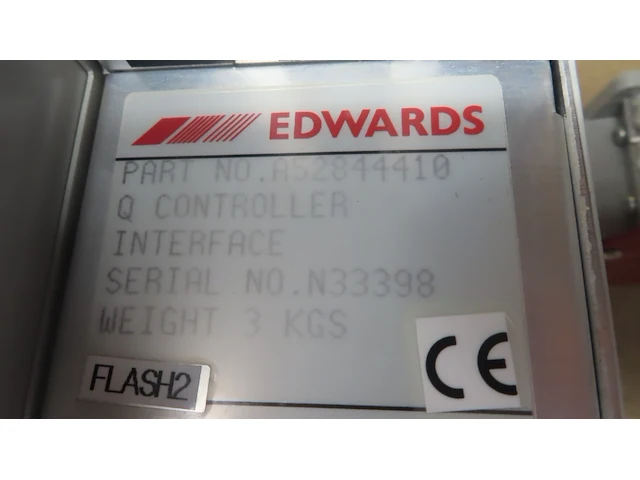 EDWARDS
PART NO.A52844410
Q CONTROLLER
INTERFACE
SERIAL NO.N33398
WEIGHT 3 KGS
FLASH2
CE